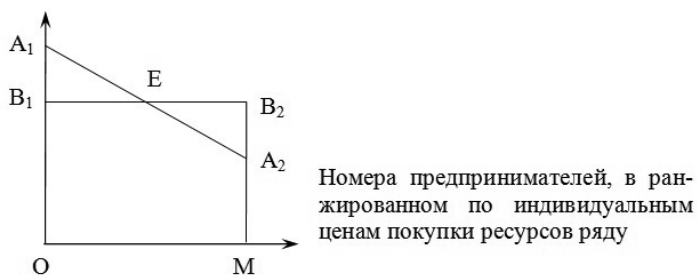 A₁
E
B₁
B₂
A₂
Номера предпринимателей, в ран-
жированном по индивидуальным
ценам покупки ресурсов ряду
O
M